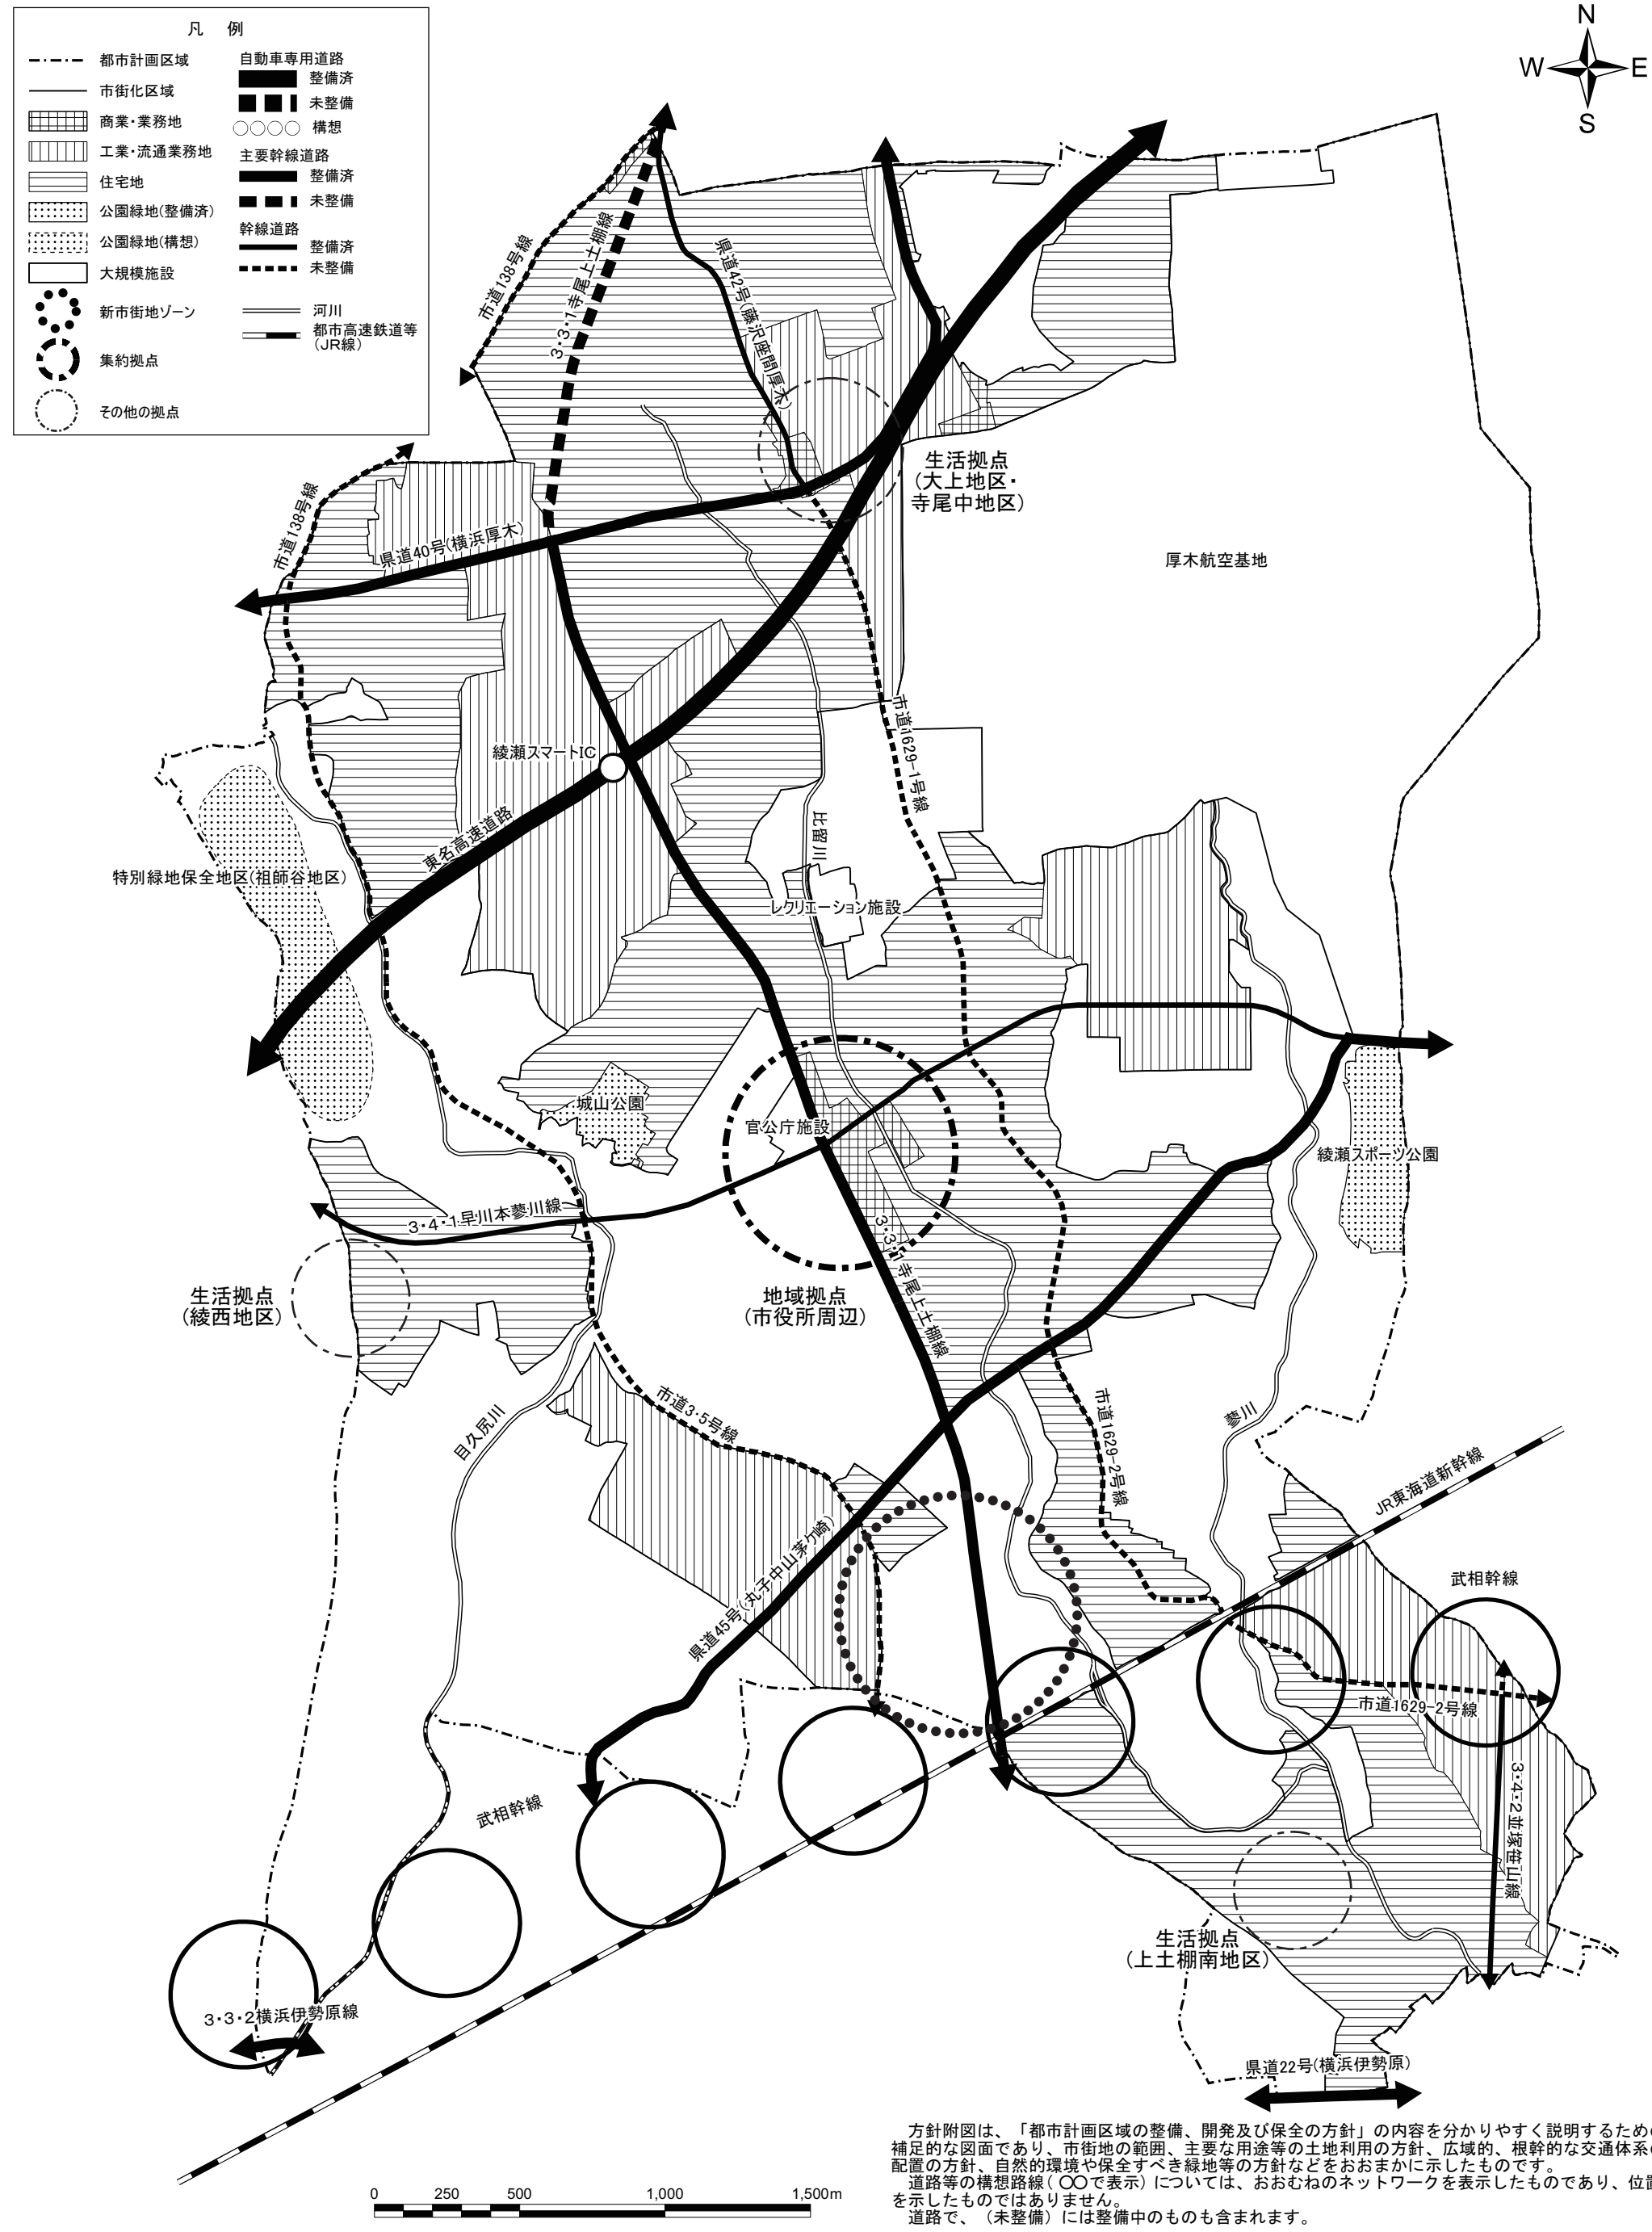 凡 例
都市計画区域
市街化区域
商業・業務地
工業・流通業務地
住宅地
公園緑地(整備済)
公園緑地(構想)
大規模施設
新市街地ゾーン
集約拠点
その他の拠点
自動車専用道路
整備済
未整備
構想
主要幹線道路
整備済
未整備
幹線道路
整備済
未整備
河川
都市高速鉄道等
(JR線)
N
W
E
S
市道138号線
3・3・1寺尾上土棚線
県道42号(藤沢座間厚木)
生活拠点
(大上地区・
寺尾中地区)
市道138号線
県道40号(横浜厚木)
厚木航空基地
市道1629-1号線
綾瀬スマートIC
比留川
東名高速道路
特別緑地保全地区(祖師谷地区)
レクリエーション施設
城山公園
官公庁施設
綾瀬スポーツ公園
3・4・1早川本蓼川線
3・3・1寺尾上土棚線
生活拠点
(綾西地区)
地域拠点
(市役所周辺)
市道3・5号線
目久尻川
市道1629-2号線
蓼川
JR東海道新幹線
県道45号(丸子中山茅ケ崎)
武相幹線
市道1629-2号線
3・4・2並塚笹山線
武相幹線
生活拠点
(上土棚南地区)
3・3・2横浜伊勢原線
県道22号(横浜伊勢原)
方針附図は、「都市計画区域の整備、開発及び保全の方針」の内容を分かりやすく説明するため
補足的な図面であり、市街地の範囲、主要な用途等の土地利用の方針、広域的、根幹的な交通体系
配置の方針、自然的環境や保全すべき緑地等の方針などをおおまかに示したものです。
道路等の構想路線(○○で表示)については、おおむねのネットワークを表示したものであり、位
を示したものではありません。
道路で、(未整備)には整備中のものも含まれます。
0 250 500 1,000 1,500m